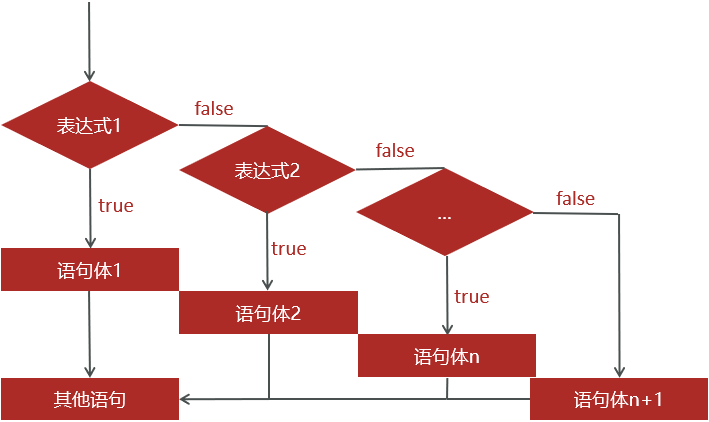 表达式1
false
表达式2
false
...
false
true
true
true
语句体1
语句体2
语句体n
其他语句
语句体n+1